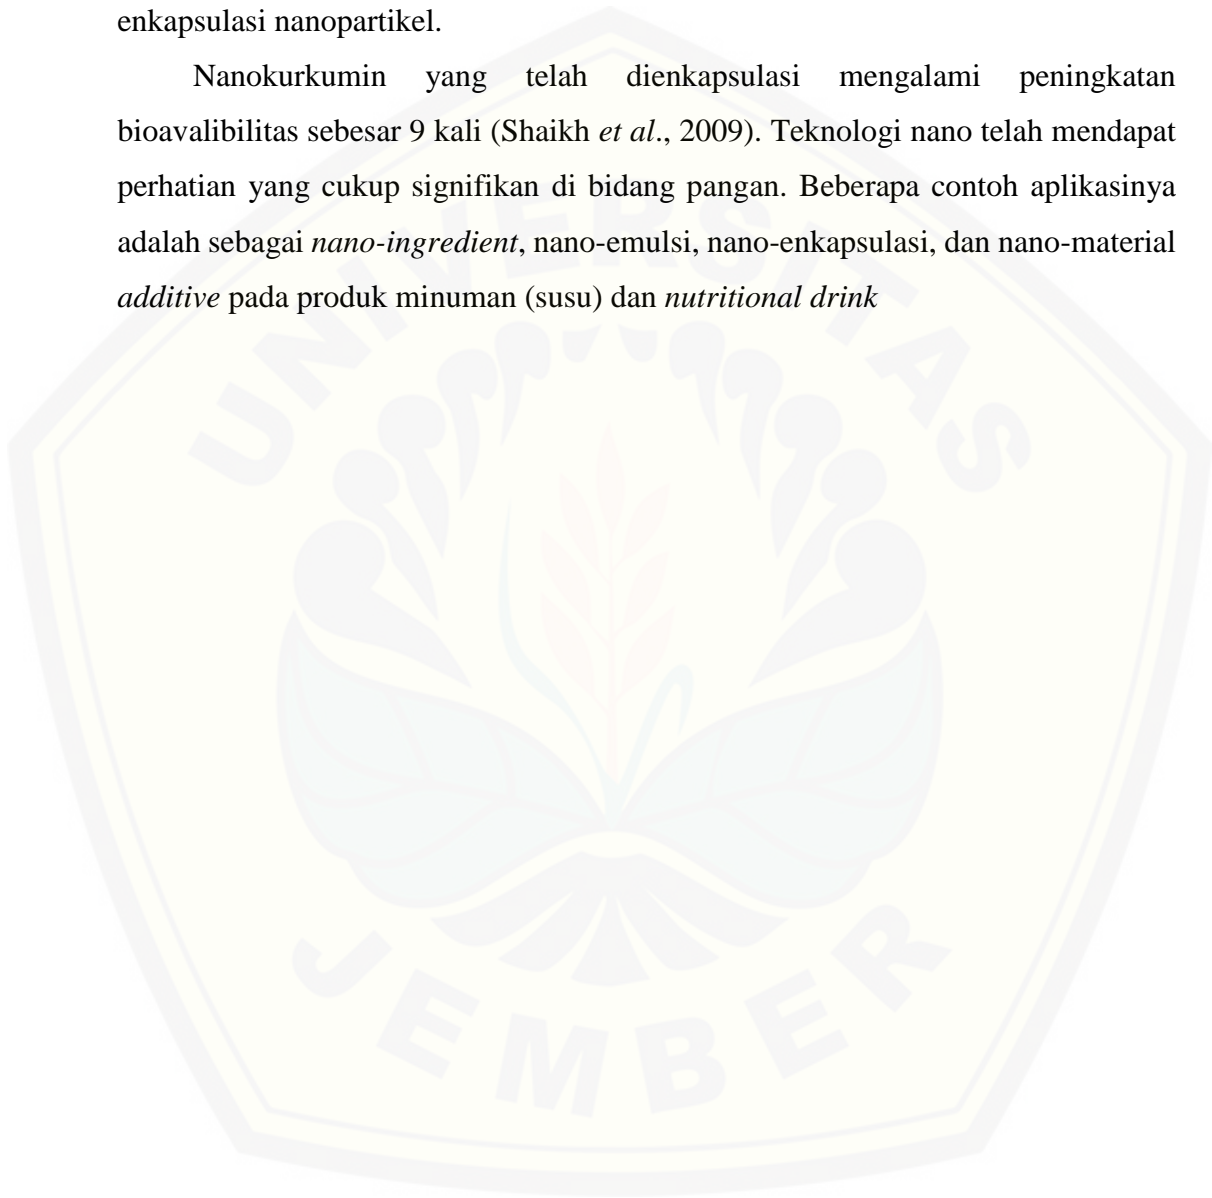 enkapsulasi nanopartikel.
Nanokurkumin yang telah dienkapsulasi mengalami peningkatan
bioavalibilitas sebesar 9 kali (Shaikh et al., 2009). Teknologi nano telah mendapat
perhatian yang cukup signifikan di bidang pangan. Beberapa contoh aplikasinya
adalah sebagai nano-ingredient, nano-emulsi, nano-enkapsulasi, dan nano-material
additive pada produk minuman (susu) dan nutritional drink
UNIVERSITAS
JEMBER